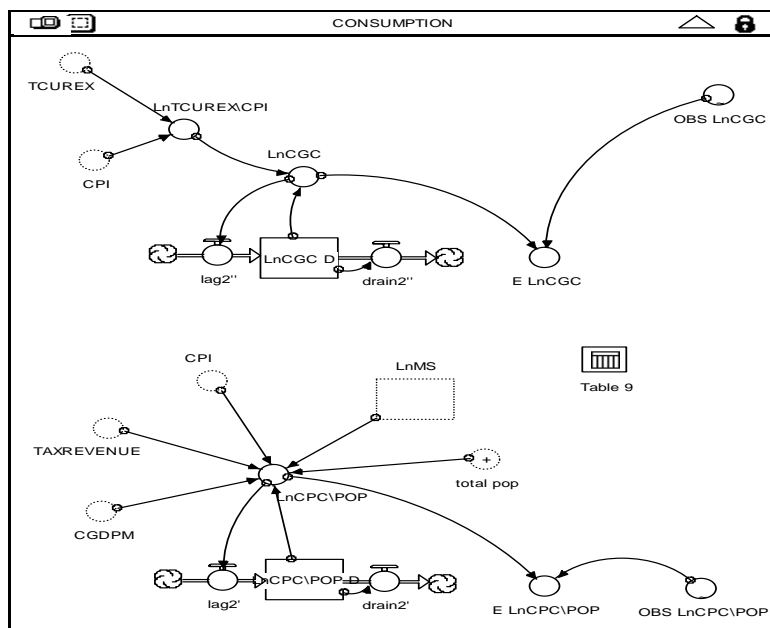 CONSUMPTION
TCUREX
LnTCUREX\CPI
OBS LnCGC
LnCGC
CPI
LnCGC D
lag2''
drain2''
E LnCGC
CPI
LnMS
Table 9
TAXREVENUE
total pop
LnCPC\POP
CGDPM
CPC\POP D
lag2'
drain2'
E LnCPC\POP
OBS LnCPC\POP